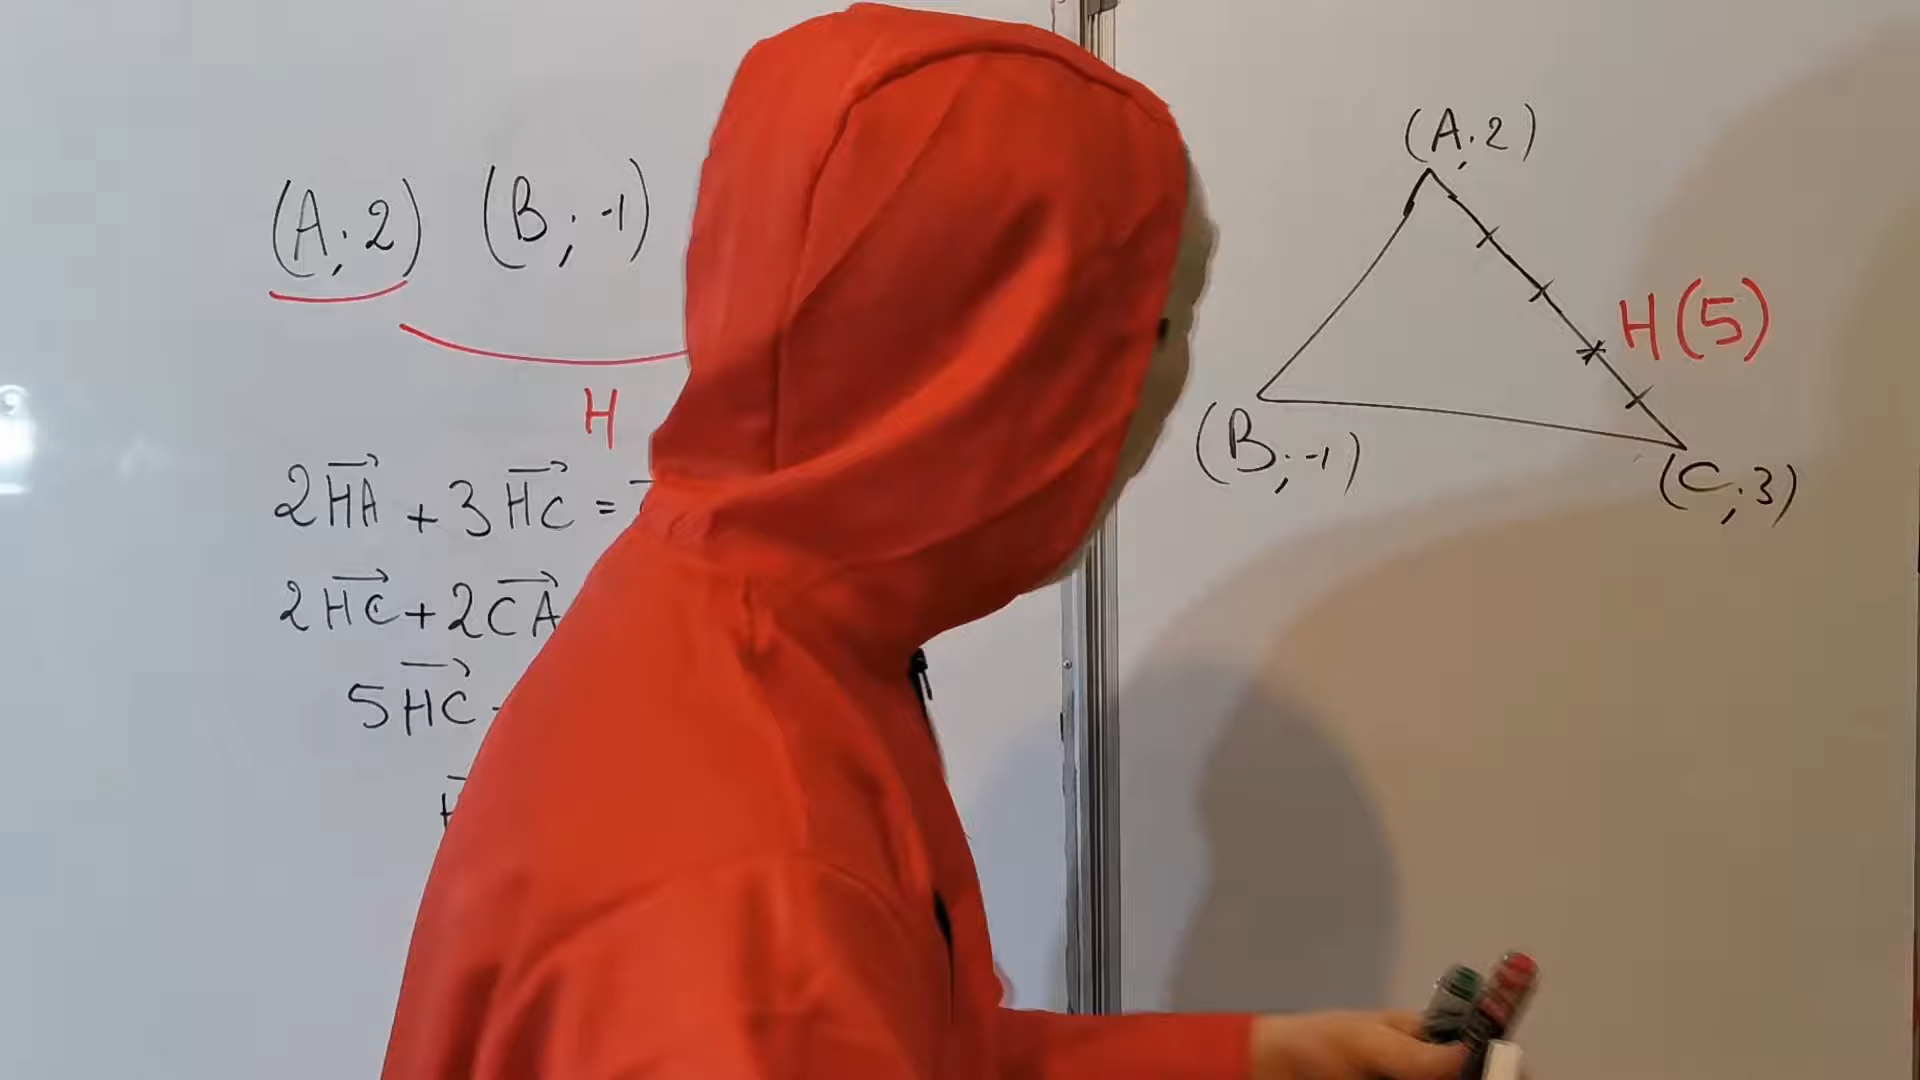 (A; 2) (B; -1)
H
2HA + 3HC =
2HC + 2CA
5HC
(A; 2)
H(5)
(B; -1)
(C; 3)